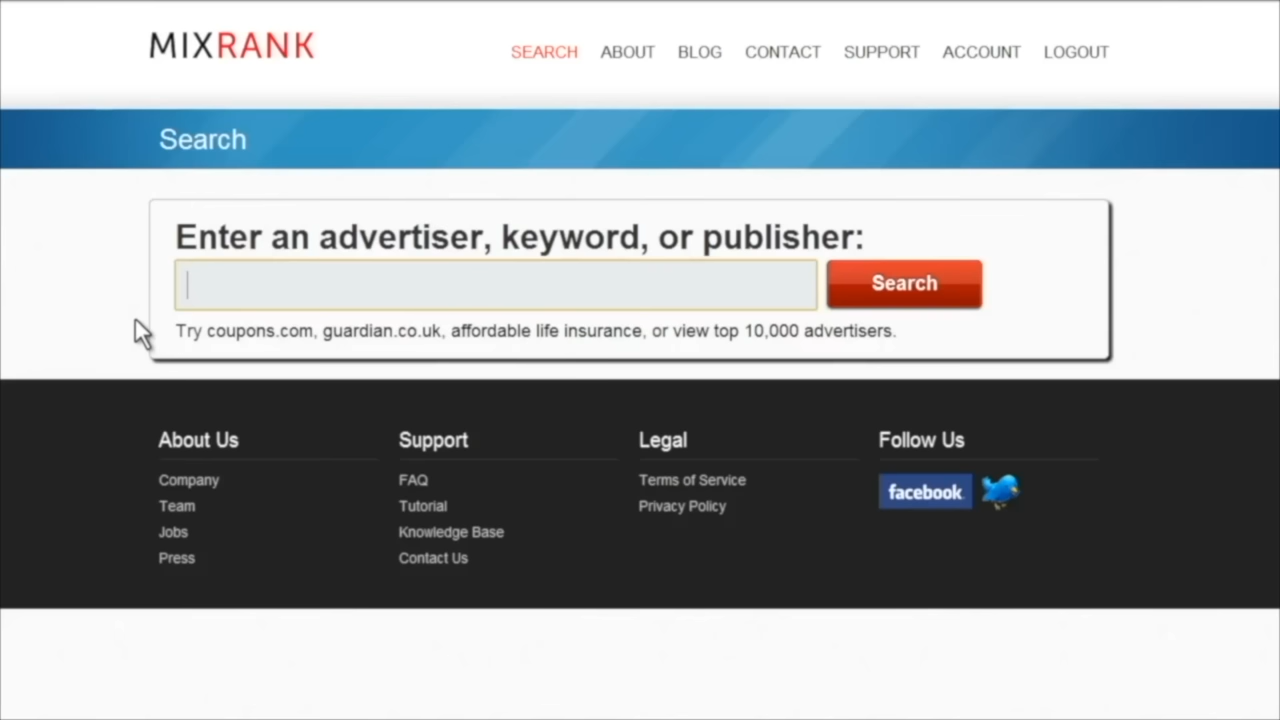 MIXRANK
SEARCH ABOUT BLOG CONTACT SUPPORT ACCOUNT LOGOUT
Search
Enter an advertiser, keyword, or publisher:
Search
Try coupons.com, guardian.co.uk, affordable life insurance, or view top 10,000 advertisers.
About Us
Company
Team
Jobs
Press
Support
FAQ
Tutorial
Knowledge Base
Contact Us
Legal
Terms of Service
Privacy Policy
Follow Us
facebook